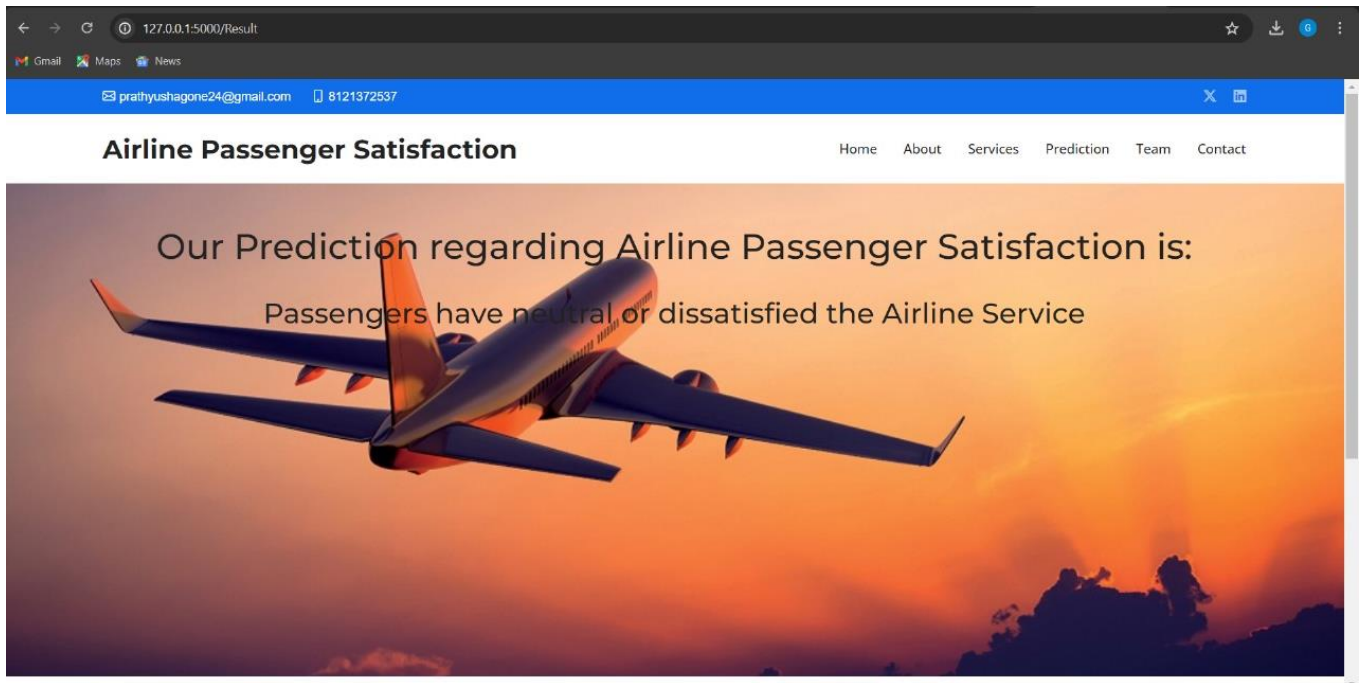 127.0.0.1:5000/Result
G
Gmail Maps News
prathyushagone24@gmail.com 8121372537
Airline Passenger Satisfaction
Home About Services Prediction Team Contact
Our Prediction regarding Airline Passenger Satisfaction is:
Passengers have neutral or dissatisfied the Airline Service